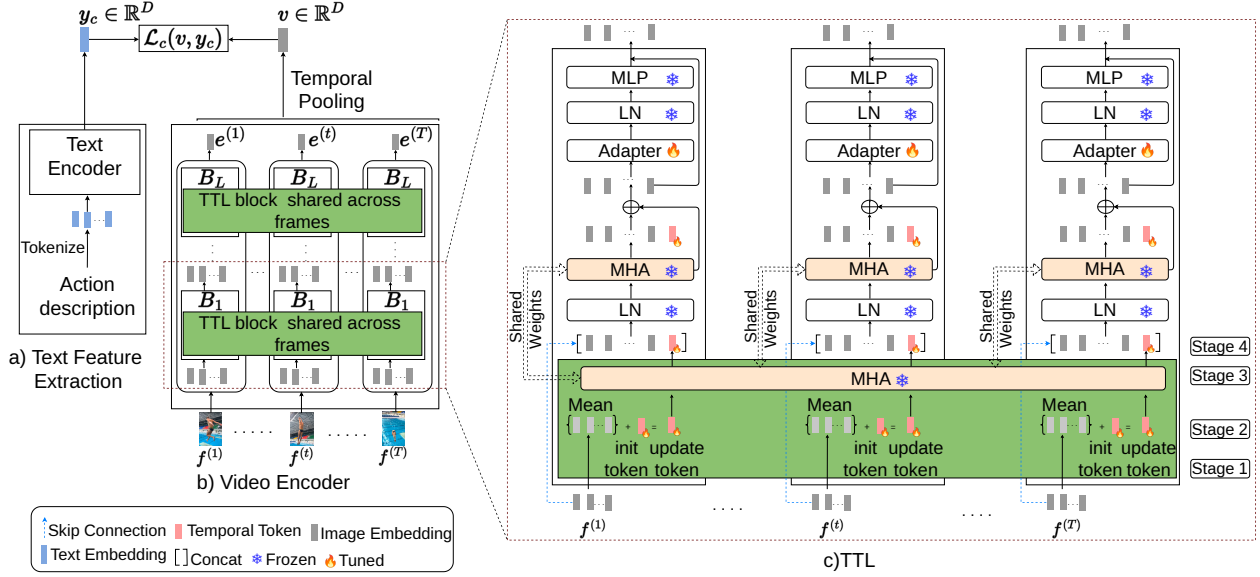 y_c ∈ ℝ^D
v ∈ ℝ^D
ℒ_c(v, y_c)
Temporal
Pooling
Text
Encoder
Tokenize
Action
description
a) Text Feature
Extraction
e^(1)
e^(t)
e^(T)
B_L
B_L
B_L
TTL block shared across
frames
B_1
B_1
B_1
TTL block shared across
frames
f^(1)
f^(t)
f^(T)
b) Video Encoder
Skip Connection
Temporal Token
Image Embedding
Text Embedding
Concat
Frozen
Tuned
MLP
LN
Adapter
MHA
LN
Shared
Weights
MLP
LN
Adapter
MHA
LN
Shared
Weights
MLP
LN
Adapter
MHA
LN
Shared
Weights
MHA
Mean
+ =
init update
token token
Mean
+ =
init update
token token
Mean
+ =
init update
token token
Stage 4
Stage 3
Stage 2
Stage 1
f^(1)
f^(t)
f^(T)
c)TTL